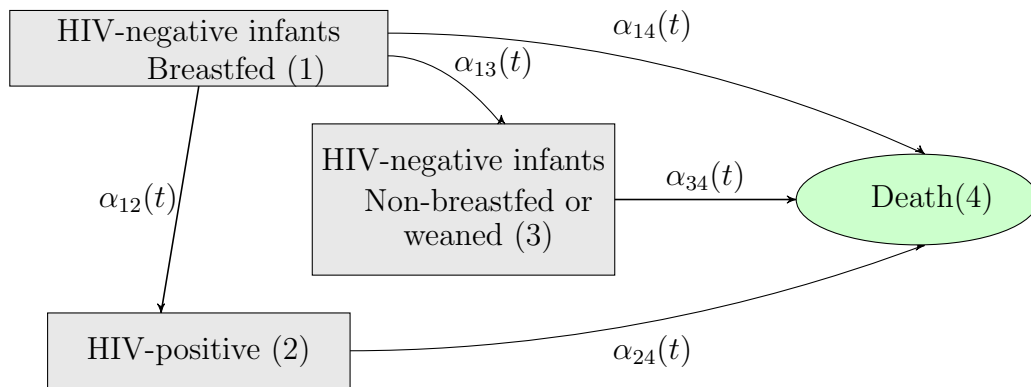 HIV-negative infants
Breastfed (1)
α₁₄(t)
α₁₃(t)
HIV-negative infants
Non-breastfed or
weaned (3)
α₃₄(t)
Death(4)
α₁₂(t)
HIV-positive (2)
α₂₄(t)